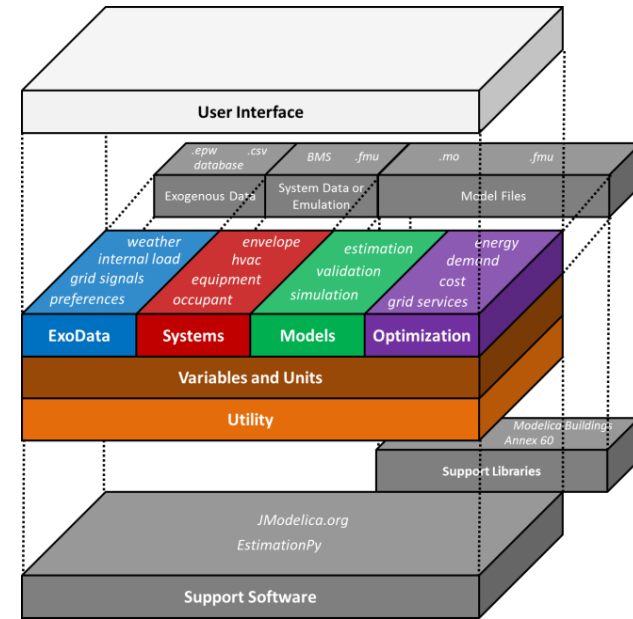 User Interface
.epw .csv
database
BMS .fmu
.mo .fmu
Exogenous Data
System Data or
Emulation
Model Files
weather
internal load
grid signals
preferences
envelope
hvac
equipment
occupant
estimation
validation
simulation
energy
demand
cost
grid services
ExoData
Systems
Models
Optimization
Variables and Units
Utility
Modelica Buildings
Annex 60
Support Libraries
JModelica.org
EstimationPy
Support Software